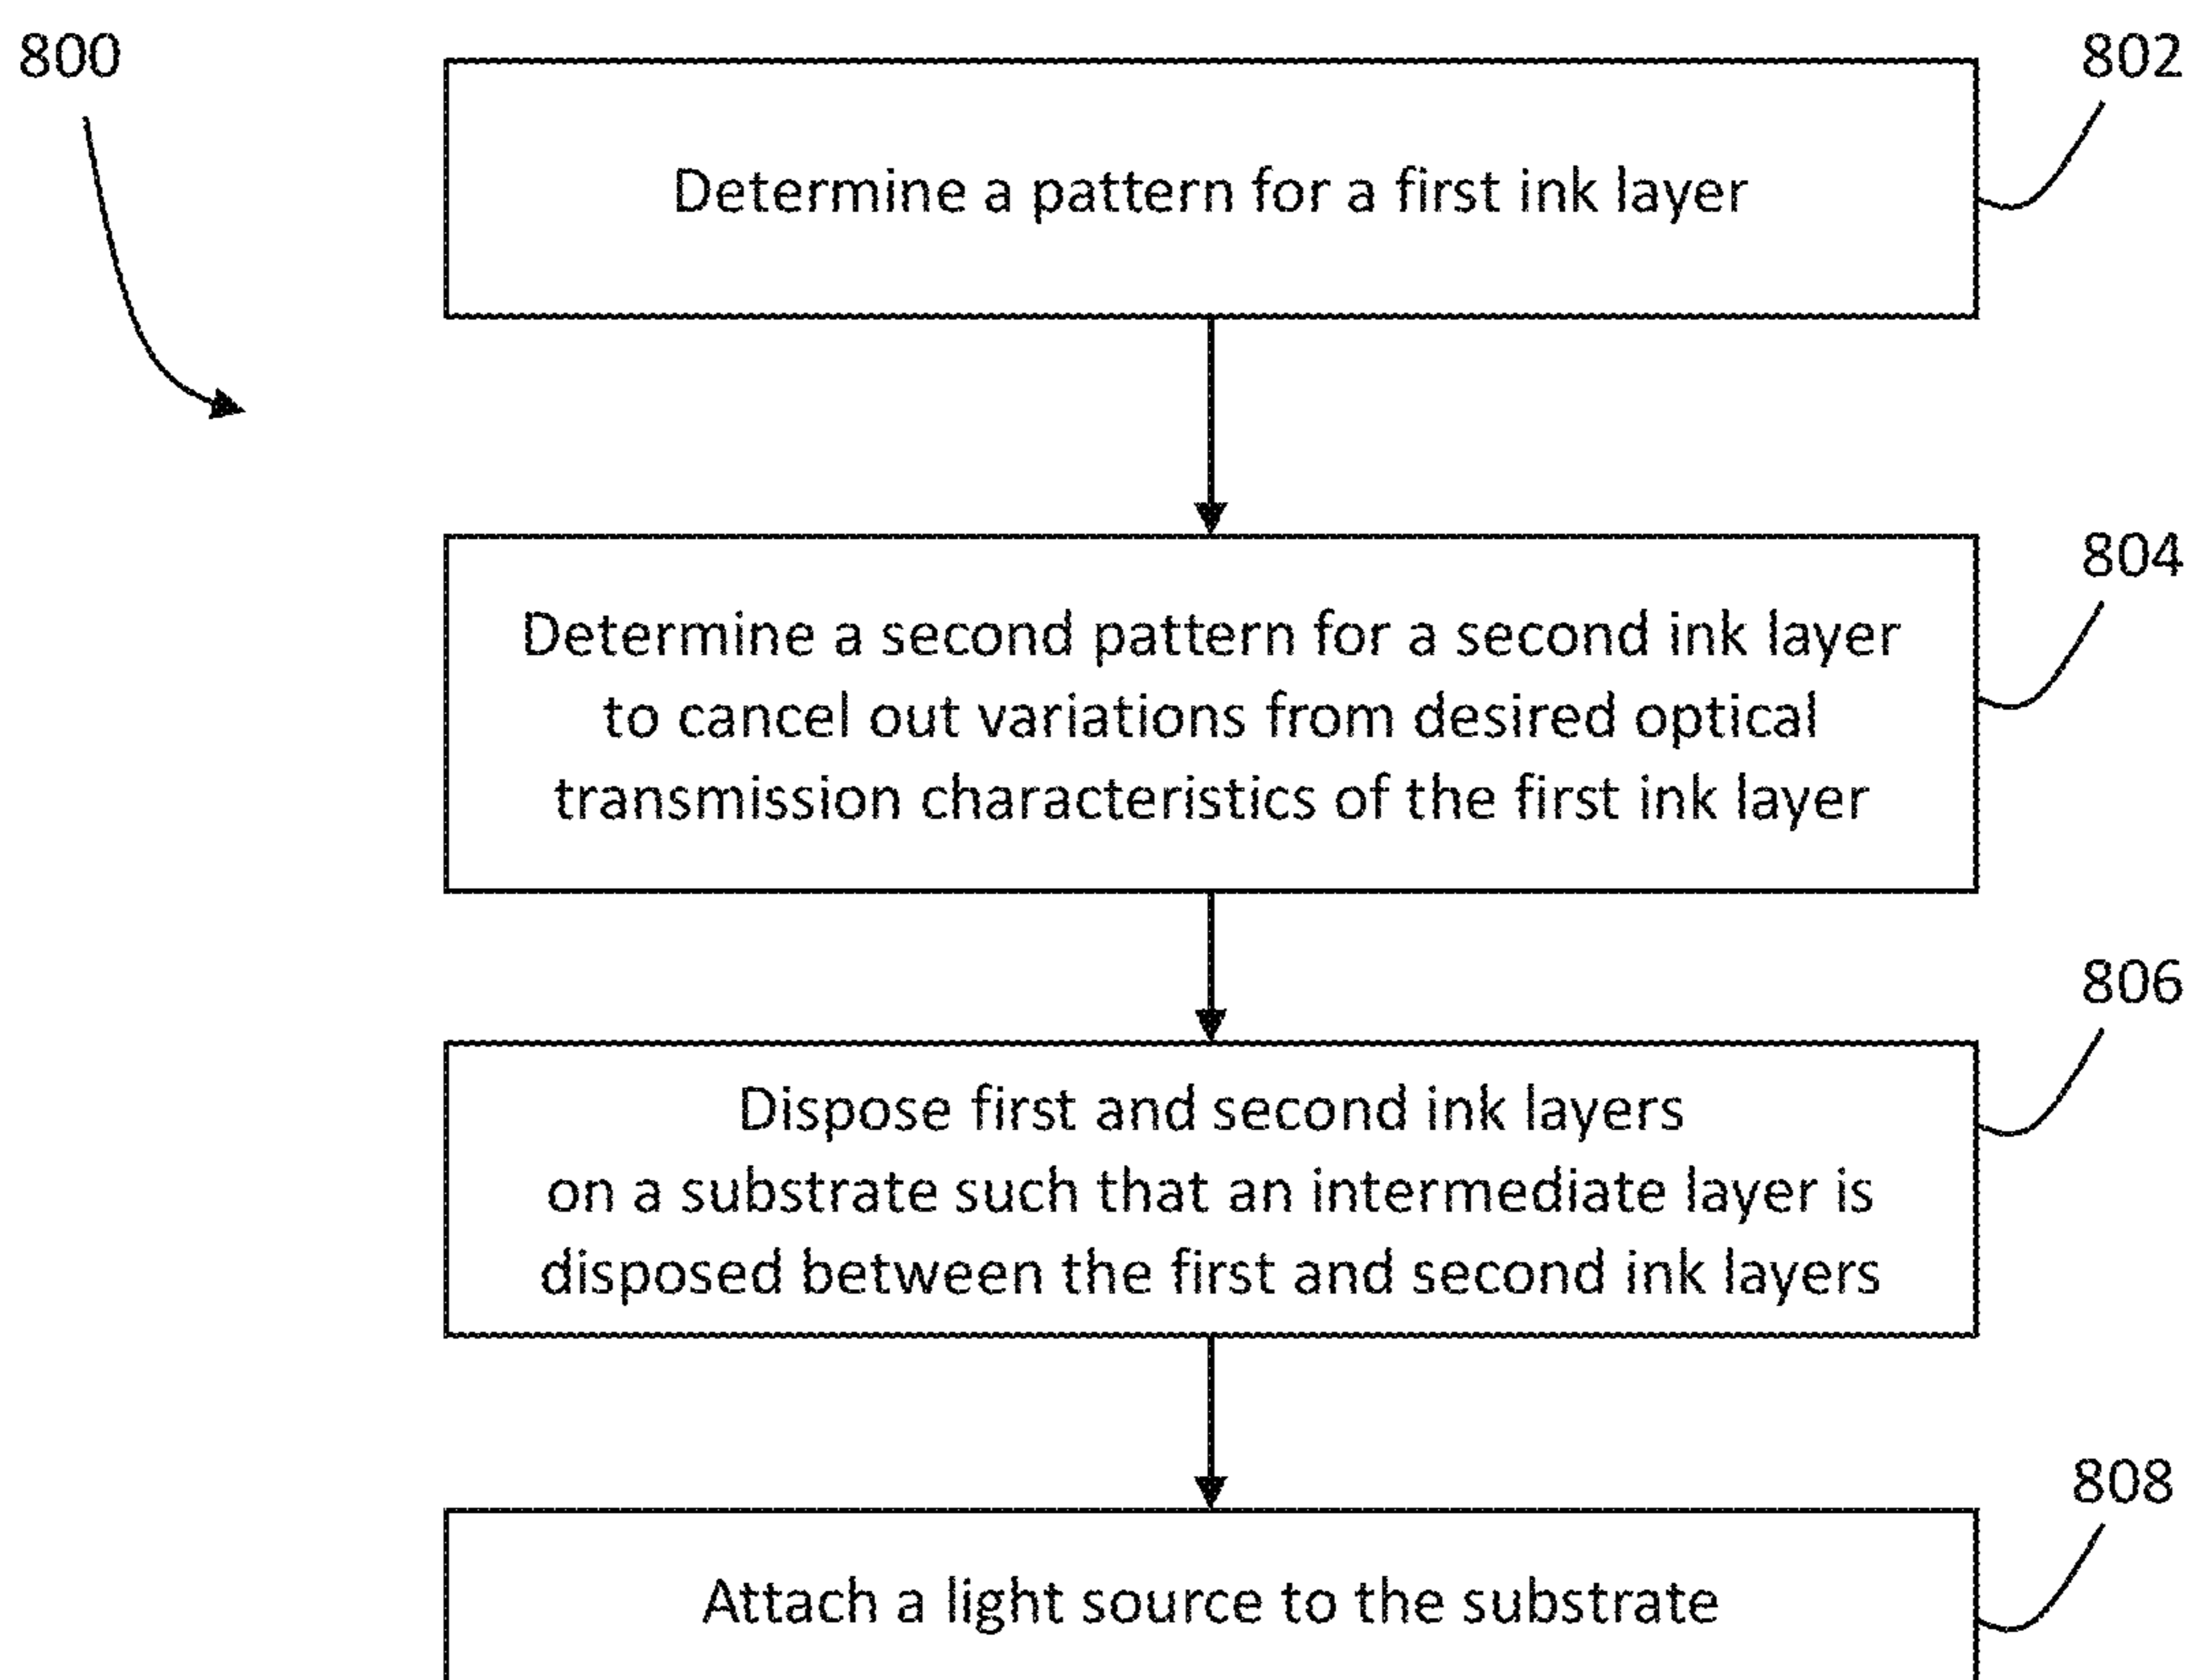 800
802
Determine a pattern for a first ink layer
804
Determine a second pattern for a second ink layer
to cancel out variations from desired optical
transmission characteristics of the first ink layer
806
Dispose first and second ink layers
on a substrate such that an intermediate layer is
disposed between the first and second ink layers
808
Attach a light source to the substrate